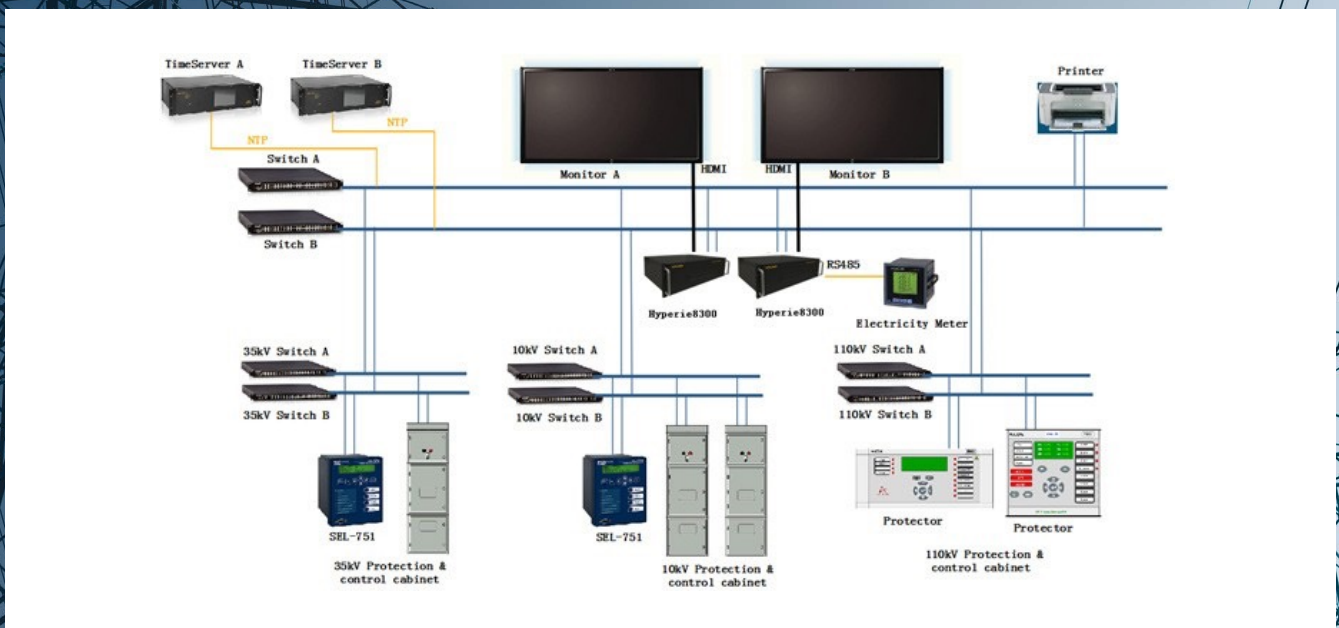 TimeServer A
TimeServer B
Printer
NTP
NTP
Switch A
Monitor A
HDMI
HDMI
Monitor B
Switch B
RS485
Hyperie8300
Hyperie8300
Electricity Meter
35kV Switch A
10kV Switch A
110kV Switch A
35kV Switch B
10kV Switch B
110kV Switch B
SEL-751
SEL-751
Protector
Protector
35kV Protection &
control cabinet
10kV Protection &
control cabinet
110kV Protection &
control cabinet